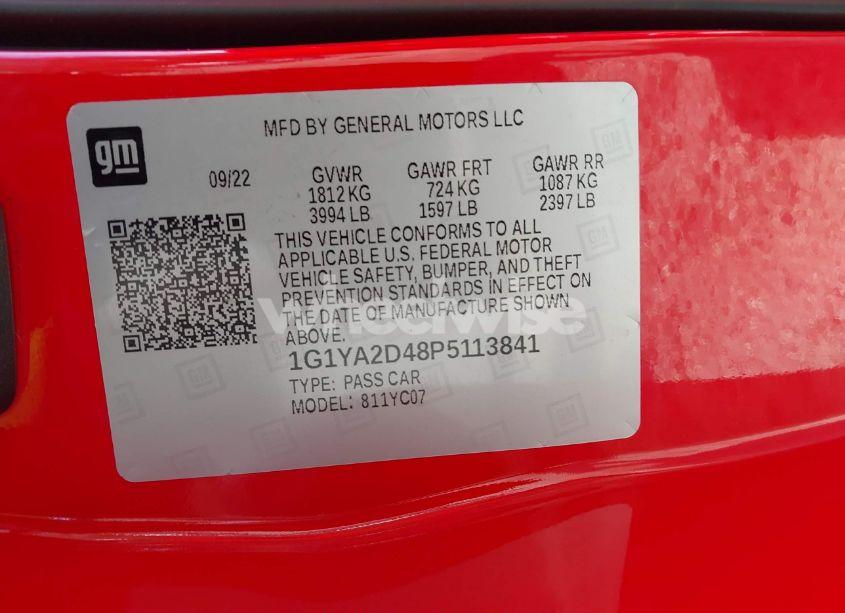 MFD BY GENERAL MOTORS LLC
gm
09/22 GVWR GAWR FRT GAWR RR
1812 KG 724 KG 1087 KG
3994 LB 1597 LB 2397 LB
THIS VEHICLE CONFORMS TO ALL
APPLICABLE U.S. FEDERAL MOTOR
VEHICLE SAFETY, BUMPER, AND THEFT
PREVENTION STANDARDS IN EFFECT ON
THE DATE OF MANUFACTURE SHOWN
ABOVE.
wheelwise
1G1YA2D48P5113841
TYPE: PASS CAR
MODEL: 811YC07